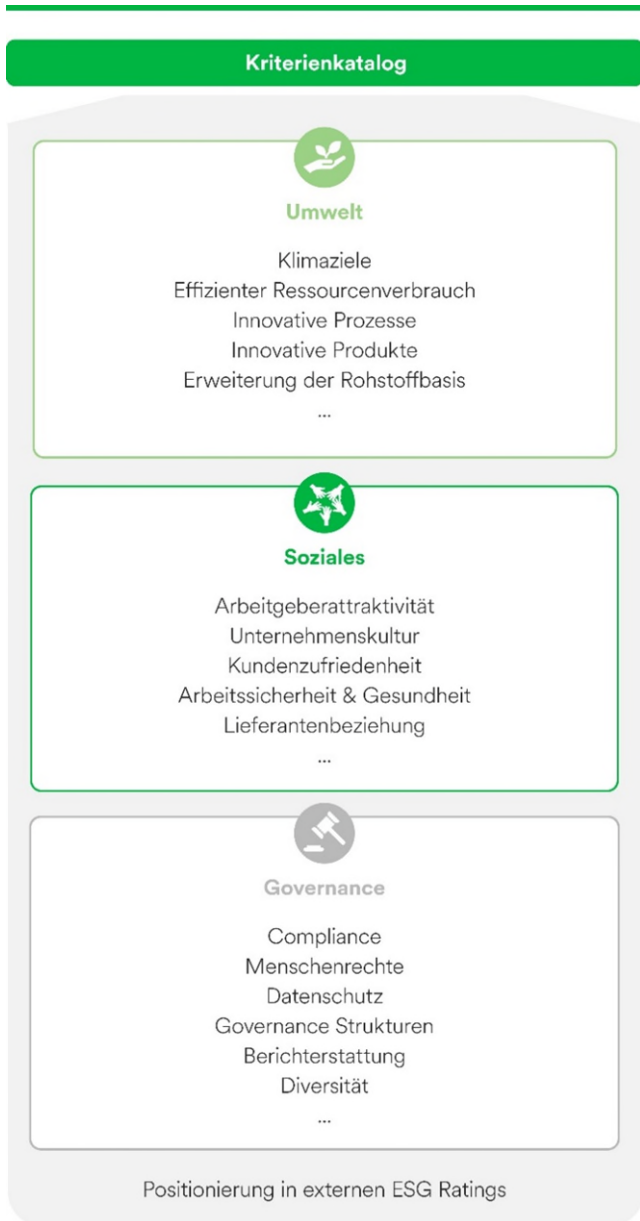 Kriterienkatalog
Umwelt
Klimaziele
Effizienter Ressourcenverbrauch
Innovative Prozesse
Innovative Produkte
Erweiterung der Rohstoffbasis
...
Soziales
Arbeitgeberattraktivität
Unternehmenskultur
Kundenzufriedenheit
Arbeitssicherheit & Gesundheit
Lieferantenbeziehung
...
Governance
Compliance
Menschenrechte
Datenschutz
Governance Strukturen
Berichterstattung
Diversität
...
Positionierung in externen ESG Ratings